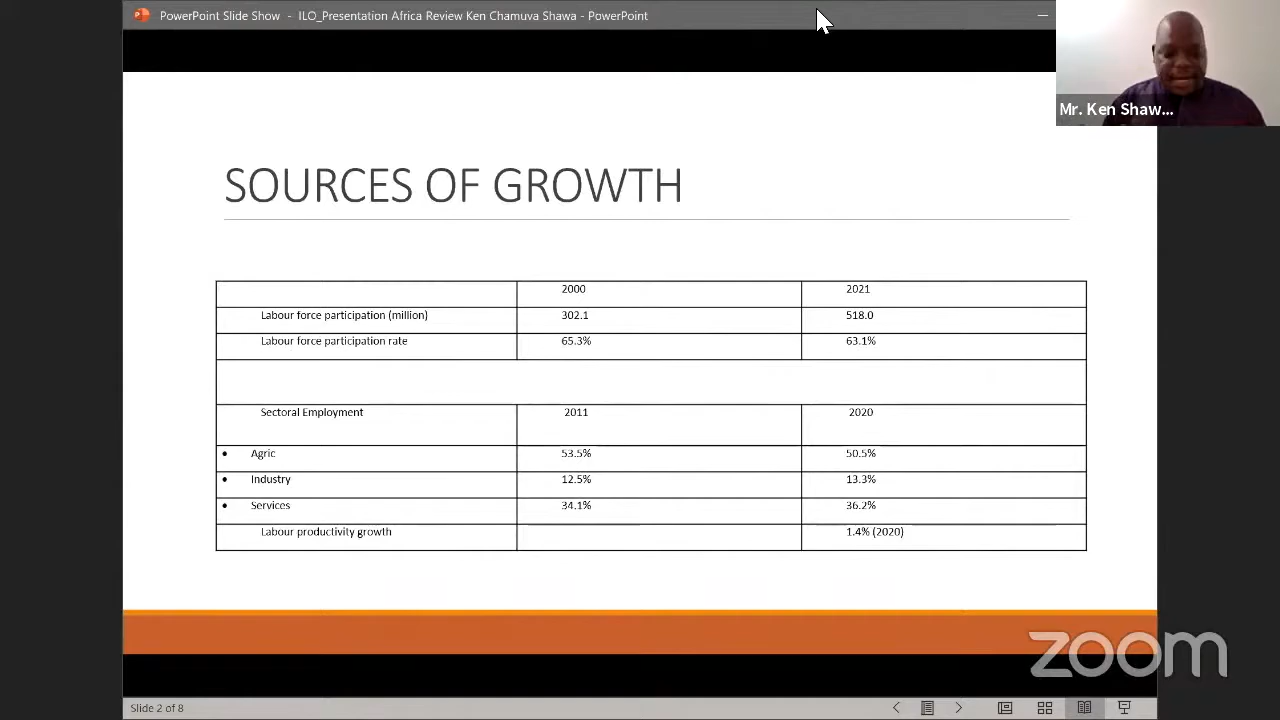 PowerPoint Slide Show - ILO_Presentation Africa Review Ken Chamuva Shawa - PowerPoint
Mr. Ken Shaw...
SOURCES OF GROWTH
2000 2021
Labour force participation (million) 302.1 518.0
Labour force participation rate 65.3% 63.1%
Sectoral Employment 2011 2020
• Agric 53.5% 50.5%
• Industry 12.5% 13.3%
• Services 34.1% 36.2%
Labour productivity growth 1.4% (2020)
zoom
Slide 2 of 8